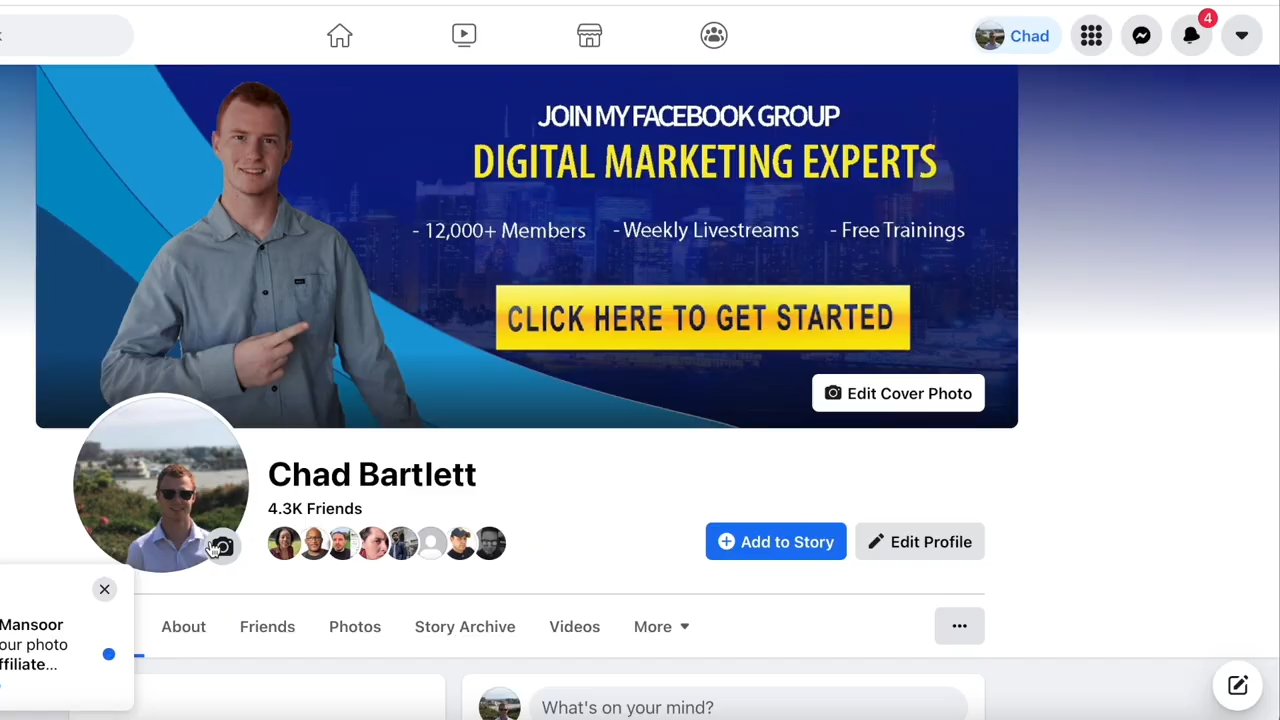 Chad
4
JOIN MY FACEBOOK GROUP
DIGITAL MARKETING EXPERTS
- 12,000+ Members - Weekly Livestreams - Free Trainings
CLICK HERE TO GET STARTED
Edit Cover Photo
Chad Bartlett
4.3K Friends
Add to Story
Edit Profile
Mansoor
our photo
ffiliate...
About
Friends
Photos
Story Archive
Videos
More
What's on your mind?